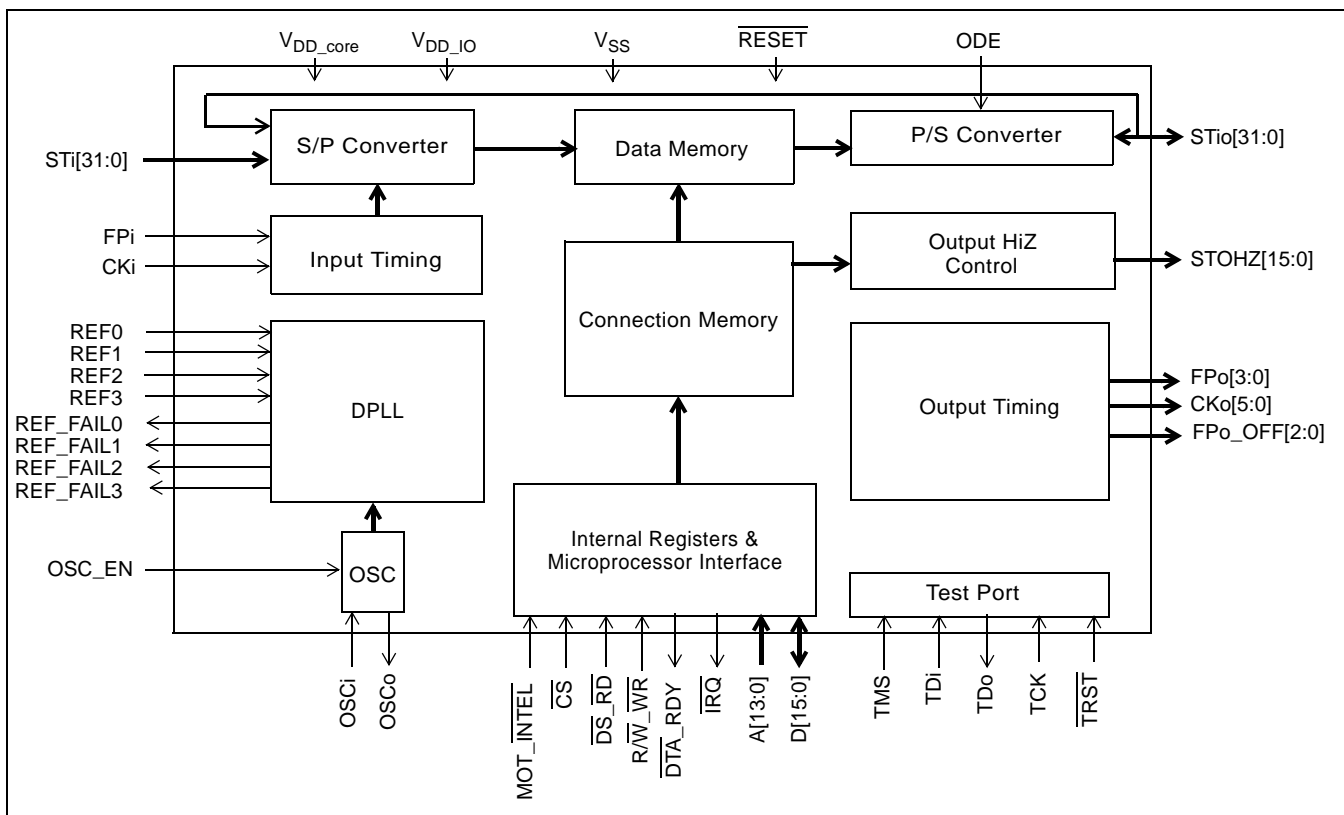 V_DD_core
V_DD_IO
V_SS
RESET
ODE
S/P Converter
Data Memory
P/S Converter
STi[31:0]
STio[31:0]
FPi
CKi
Input Timing
Output HiZ
Control
STOHZ[15:0]
Connection Memory
REF0
REF1
REF2
REF3
REF_FAIL0
REF_FAIL1
REF_FAIL2
REF_FAIL3
DPLL
Output Timing
FPo[3:0]
CKo[5:0]
FPo_OFF[2:0]
Internal Registers &
Microprocessor Interface
OSC_EN
OSC
Test Port
OSCi
OSCo
MOT_INTEL
CS
DS_RD
R/W_WR
DTA_RDY
IRQ
A[13:0]
D[15:0]
TMS
TDi
TDo
TCK
TRST